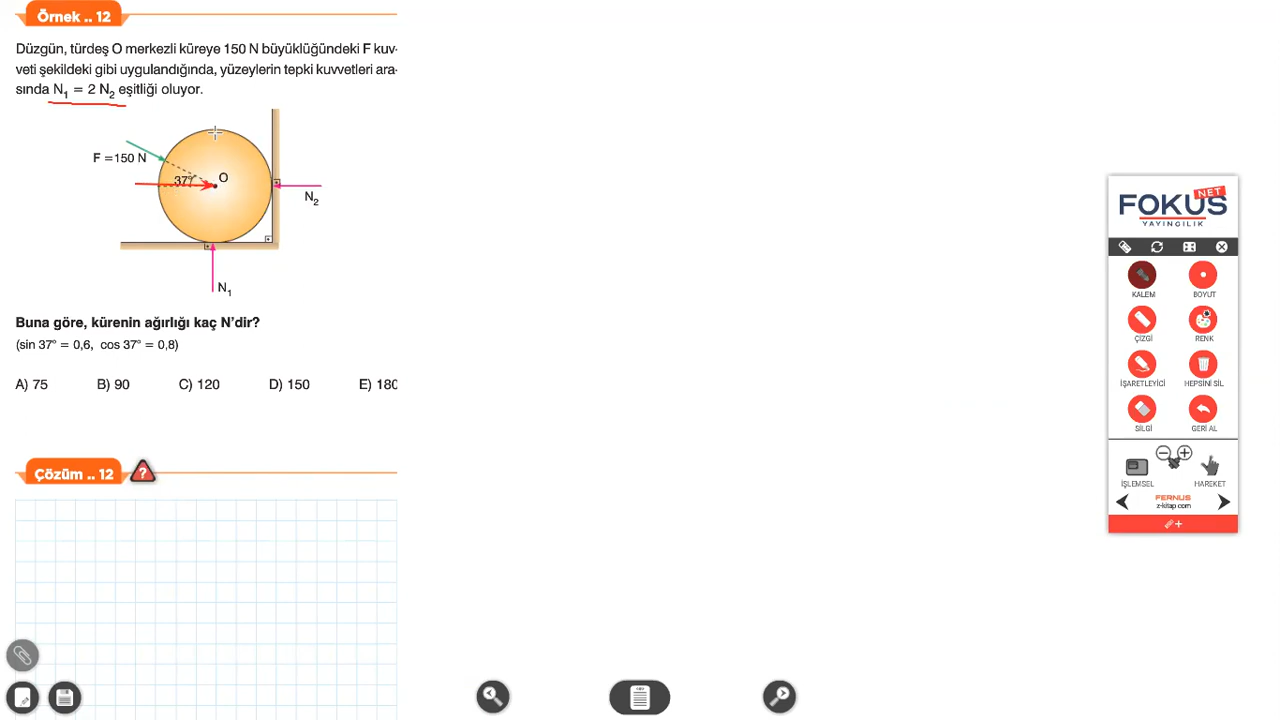 Örnek .. 12
Düzgün, türdeş O merkezli küreye 150 N büyüklüğündeki F kuv-
veti şekildeki gibi uygulandığında, yüzeylerin tepki kuvvetleri ara-
sında N₁ = 2 N₂ eşitliği oluyor.
F =150 N
37°
O
N₂
N₁
Buna göre, kürenin ağırlığı kaç N'dir?
(sin 37° = 0,6, cos 37° = 0,8)
A) 75 B) 90 C) 120 D) 150 E) 180
Çözüm .. 12
?
FOKUS NET
YAYINCILIK
KALEM BOYUT
ÇİZGİ RENK
İŞARETLEYİCİ HEPSİNİ SİL
SİLGİ GERİ AL
İŞLEMSEL HAREKET
FERNUS
z-kitap.com